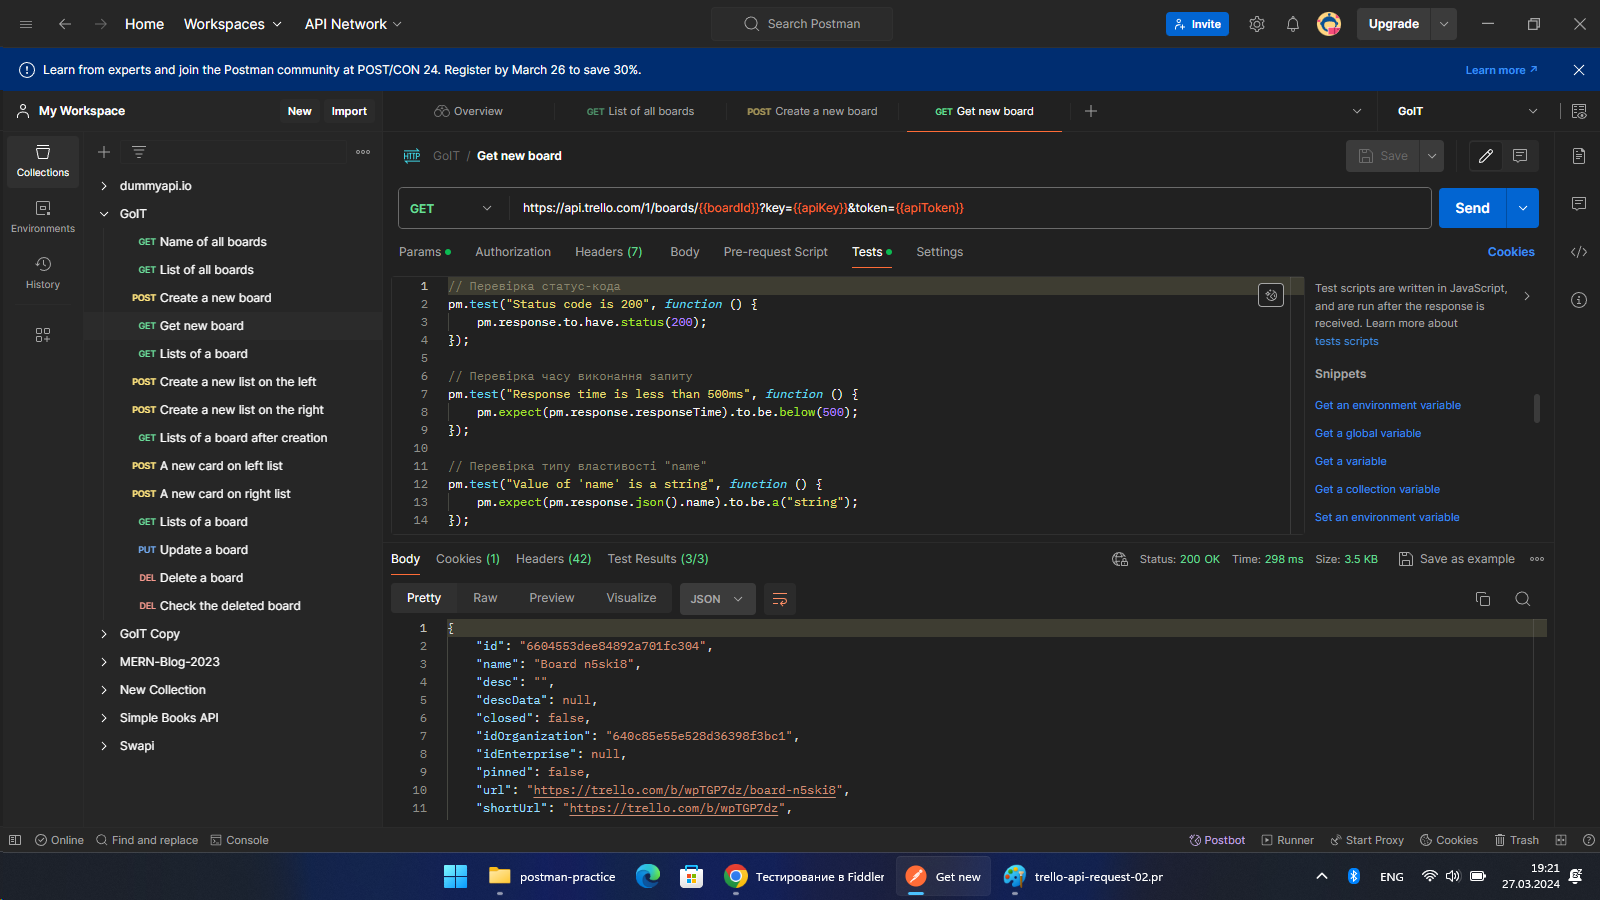 Home
Workspaces
API Network
Search Postman
Invite
Upgrade
Learn from experts and join the Postman community at POST/CON 24. Register by March 26 to save 30%.
Learn more
My Workspace
New
Import
Overview
GET List of all boards
POST Create a new board
GET Get new board
GoIT
Collections
Environments
History
dummyapi.io
GoIT
GET Name of all boards
GET List of all boards
POST Create a new board
GET Get new board
GET Lists of a board
POST Create a new list on the left
POST Create a new list on the right
GET Lists of a board after creation
POST A new card on left list
POST A new card on right list
GET Lists of a board
PUT Update a board
DEL Delete a board
DEL Check the deleted board
GoIT Copy
MERN-Blog-2023
New Collection
Simple Books API
Swapi
HTTP GoIT / Get new board
Save
GET
https://api.trello.com/1/boards/{{boardId}}?key={{apiKey}}&token={{apiToken}}
Send
Params
Authorization
Headers (7)
Body
Pre-request Script
Tests
Settings
Cookies
1 // Перевірка статус-кода
2 pm.test("Status code is 200", function () {
3 pm.response.to.have.status(200);
4 });
5
6 // Перевірка часу виконання запиту
7 pm.test("Response time is less than 500ms", function () {
8 pm.expect(pm.response.responseTime).to.be.below(500);
9 });
10
11 // Перевірка типу властивості "name"
12 pm.test("Value of 'name' is a string", function () {
13 pm.expect(pm.response.json().name).to.be.a("string");
14 });
Test scripts are written in JavaScript,
and are run after the response is
received. Learn more about
tests scripts
Snippets
Get an environment variable
Get a global variable
Get a variable
Get a collection variable
Set an environment variable
Body
Cookies (1)
Headers (42)
Test Results (3/3)
Status: 200 OK
Time: 298 ms
Size: 3.5 KB
Save as example
Pretty
Raw
Preview
Visualize
JSON
1 {
2 "id": "6604553dee84892a701fc304",
3 "name": "Board n5ski8",
4 "desc": "",
5 "descData": null,
6 "closed": false,
7 "idOrganization": "640c85e55e528d36398f3bc1",
8 "idEnterprise": null,
9 "pinned": false,
10 "url": "https://trello.com/b/wpTGP7dz/board-n5ski8",
11 "shortUrl": "https://trello.com/b/wpTGP7dz",
Online
Find and replace
Console
Postbot
Runner
Start Proxy
Cookies
Trash
postman-practice
Тестирование в Fiddler
Get new
trello-api-request-02.pr
ENG
19:21
27.03.2024